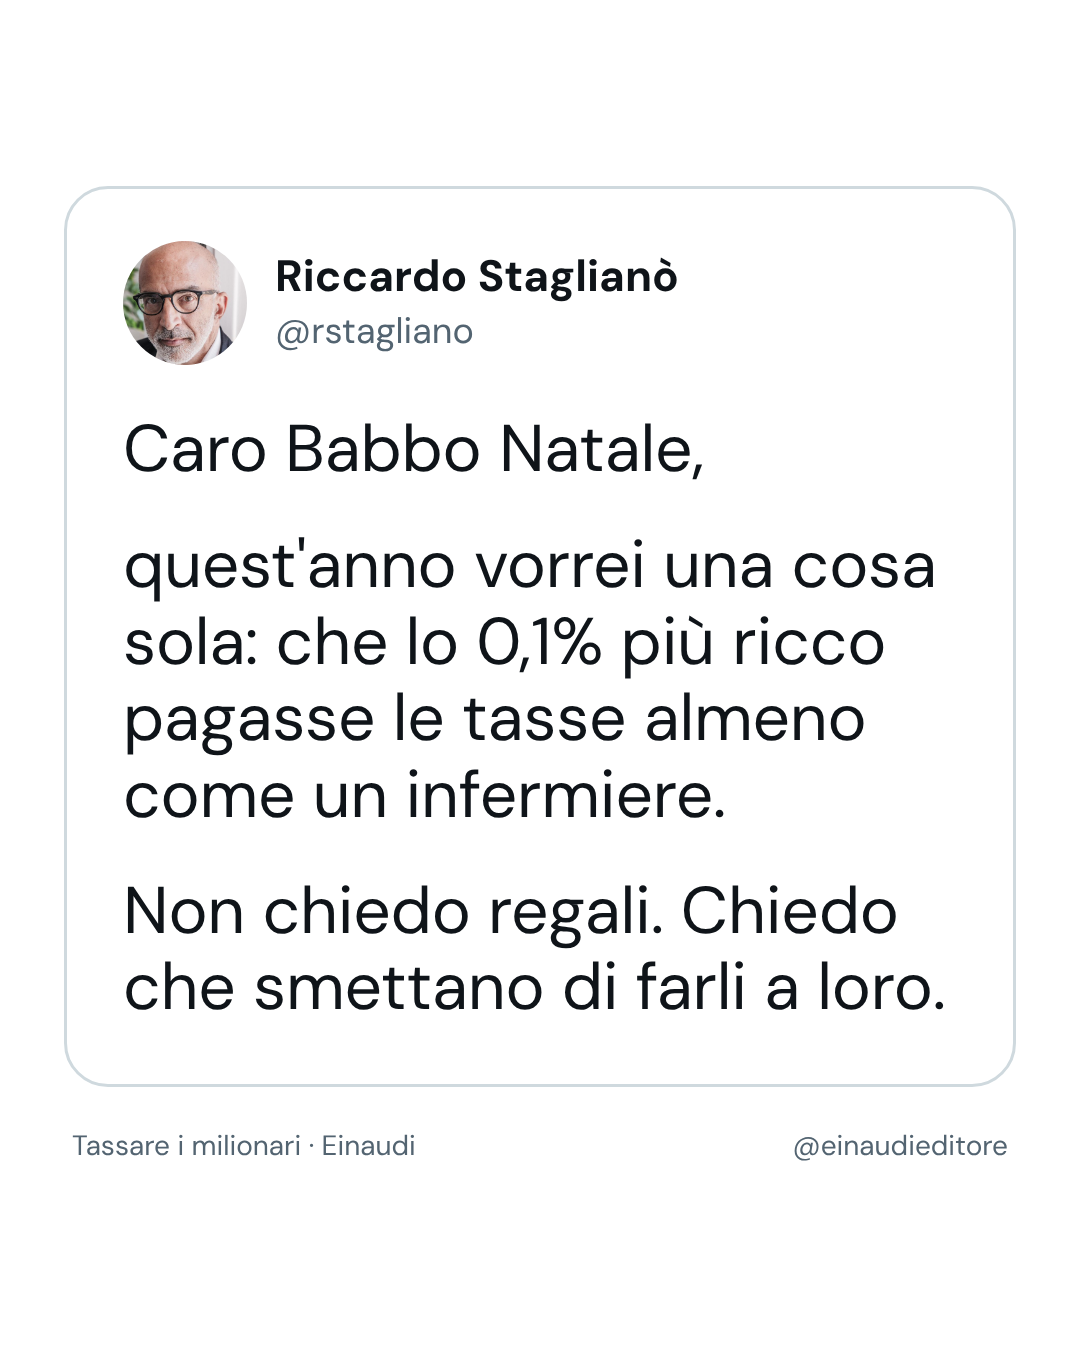 Riccardo Staglianò
@rstagliano
Caro Babbo Natale,
quest'anno vorrei una cosa
sola: che lo 0,1% più ricco
pagasse le tasse almeno
come un infermiere.
Non chiedo regali. Chiedo
che smettano di farli a loro.
Tassare i milionari · Einaudi
@einaudieditore